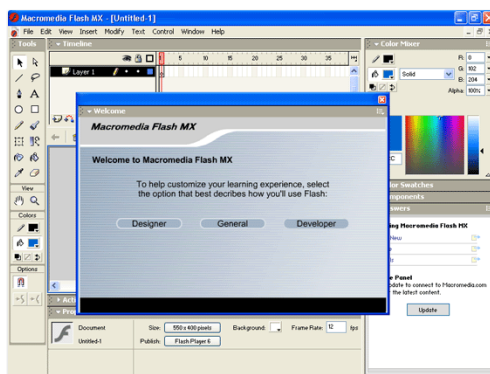 Macromedia Flash MX - [Untitled-1]
File Edit View Insert Modify Text Control Window Help
Tools
Timeline
Color Mixer
5 10 15 20 25 30 35
Layer 1
R: 0
G: 102
B: 204
Alpha: 100%
Solid
Welcome
Macromedia Flash MX
Welcome to Macromedia Flash MX
To help customize your learning experience, select
the option that best decribes how you'll use Flash:
Designer General Developer
View
Colors
Options
Update
Document
Untitled-1
Size: 550 x 400 pixels
Background:
Frame Rate: 12 fps
Publish: Flash Player 6